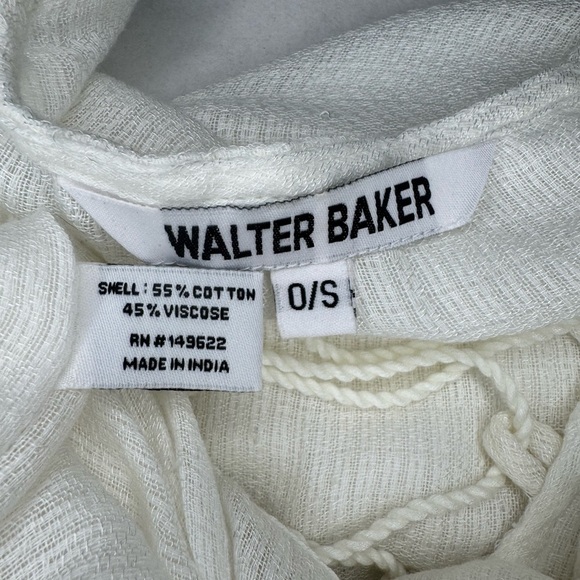 WALTER BAKER
O/S
SHELL: 55% COTTON
45% VISCOSE
RN #149622
MADE IN INDIA